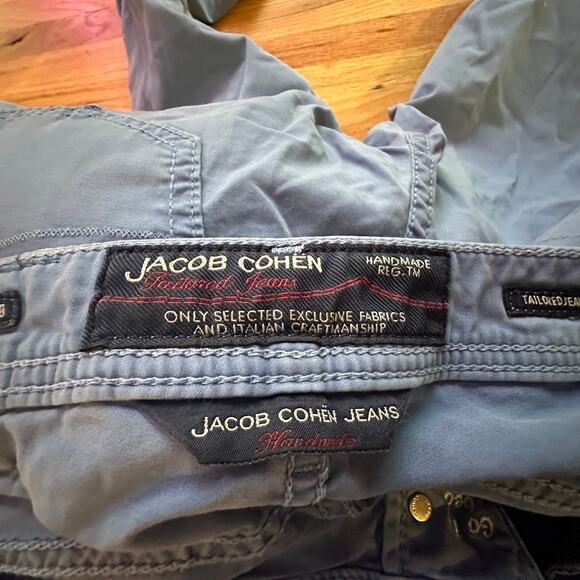 JACOB COHËN
Tailored Jeans
HANDMADE
REG. TM
ONLY SELECTED EXCLUSIVE FABRICS
AND ITALIAN CRAFTMANSHIP
TAILORED JEA
JACOB COHËN JEANS
Handmade